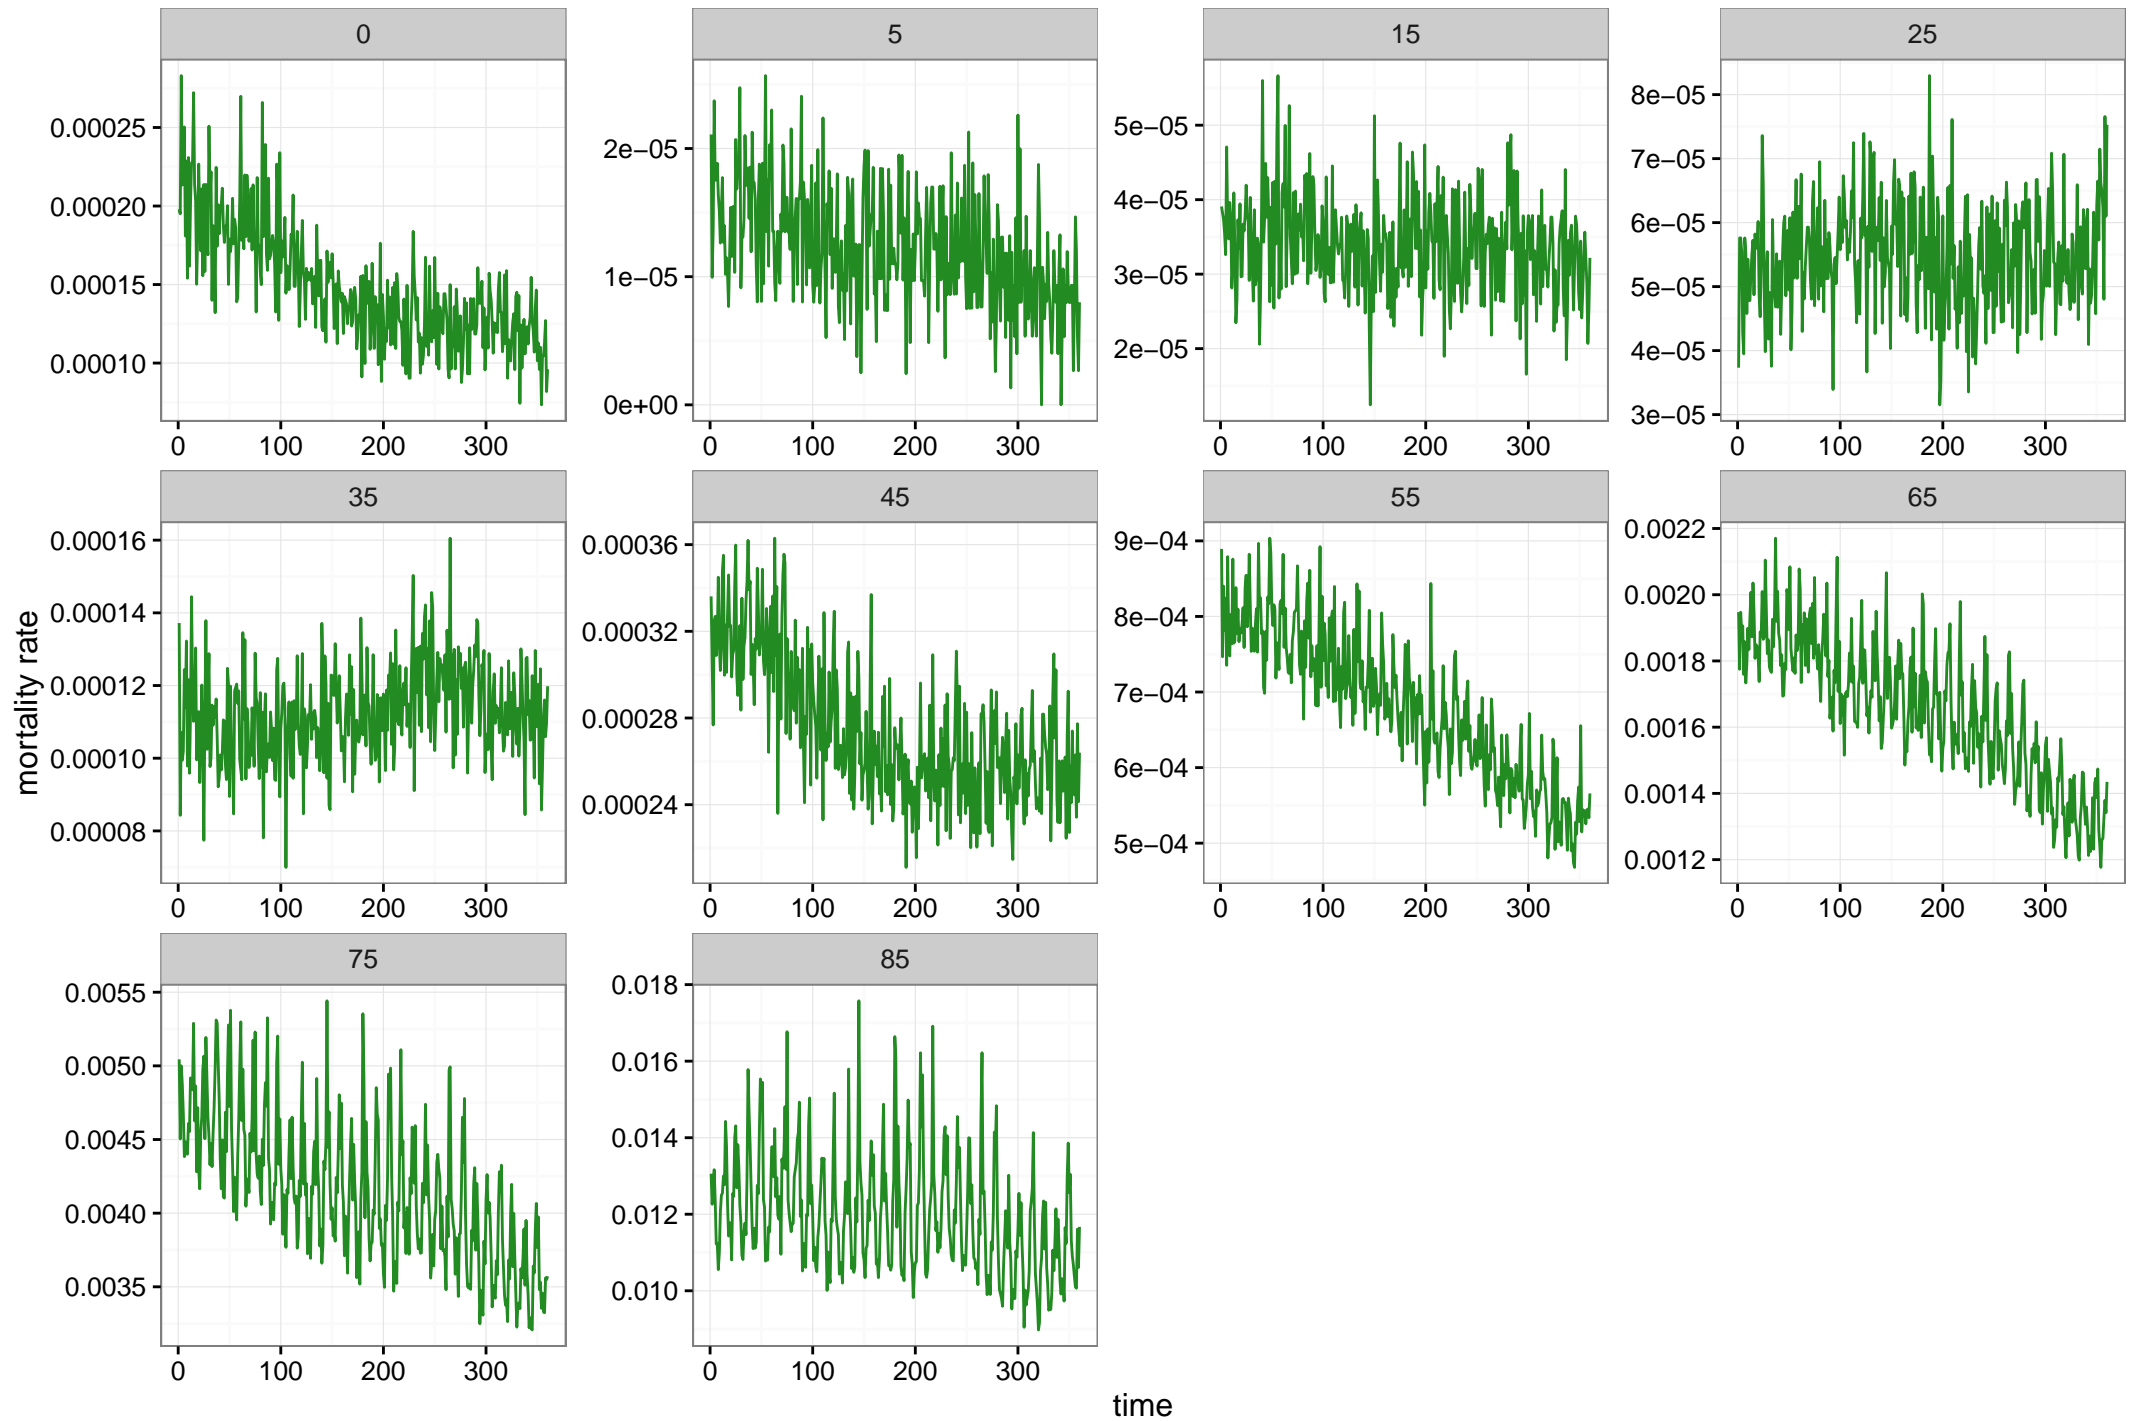 0 5 15 25
0.00025
0.00020
0.00015
0.00010
0 100 200 300
2e−05
1e−05
0e+00
0 100 200 300
5e−05
4e−05
3e−05
2e−05
0 100 200 300
8e−05
7e−05
6e−05
5e−05
4e−05
3e−05
0 100 200 300
mortality rate
35 45 55 65
0.00016
0.00014
0.00012
0.00010
0.00008
0 100 200 300
0.00036
0.00032
0.00028
0.00024
0 100 200 300
9e−04
8e−04
7e−04
6e−04
5e−04
0 100 200 300
0.0022
0.0020
0.0018
0.0016
0.0014
0.0012
0 100 200 300
75 85
0.0055
0.0050
0.0045
0.0040
0.0035
0 100 200 300
0.018
0.016
0.014
0.012
0.010
0 100 200 300
time